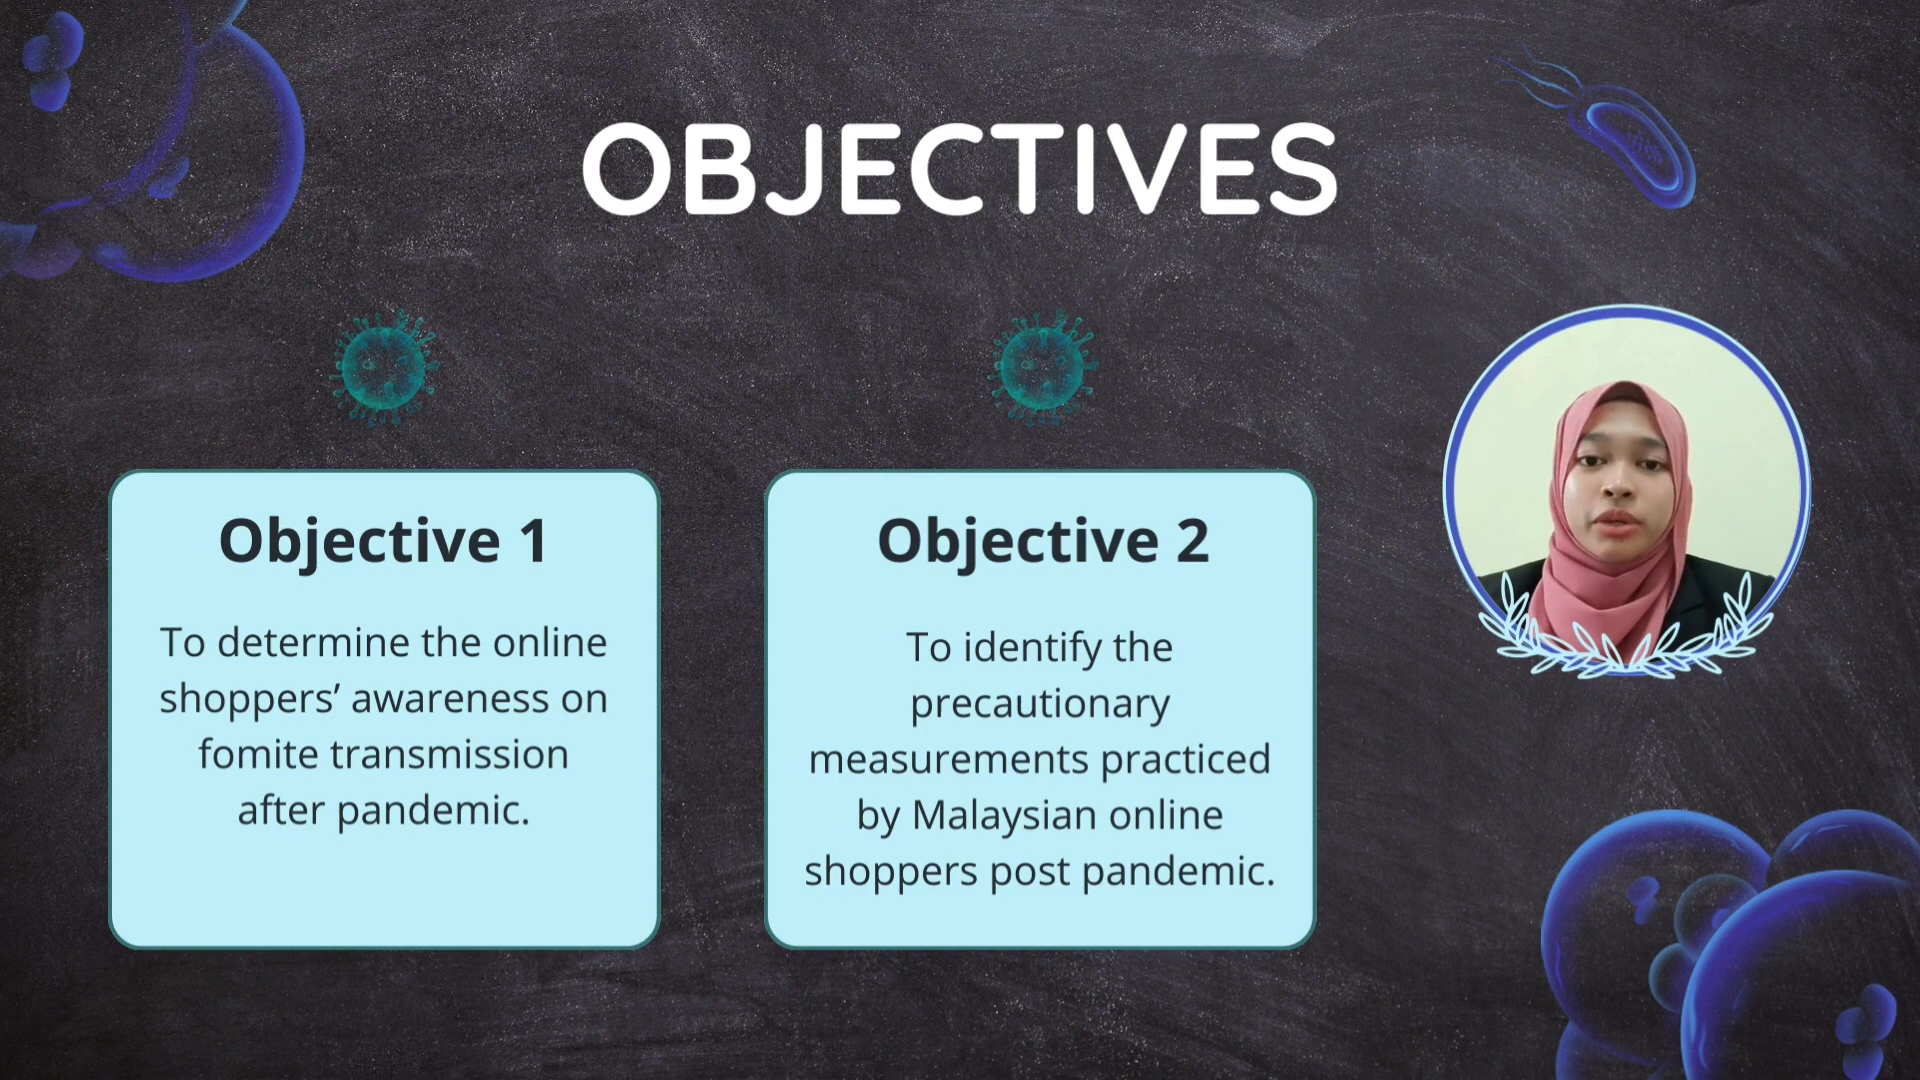 OBJECTIVES
Objective 1
To determine the online
shoppers’ awareness on
fomite transmission
after pandemic.
Objective 2
To identify the
precautionary
measurements practiced
by Malaysian online
shoppers post pandemic.